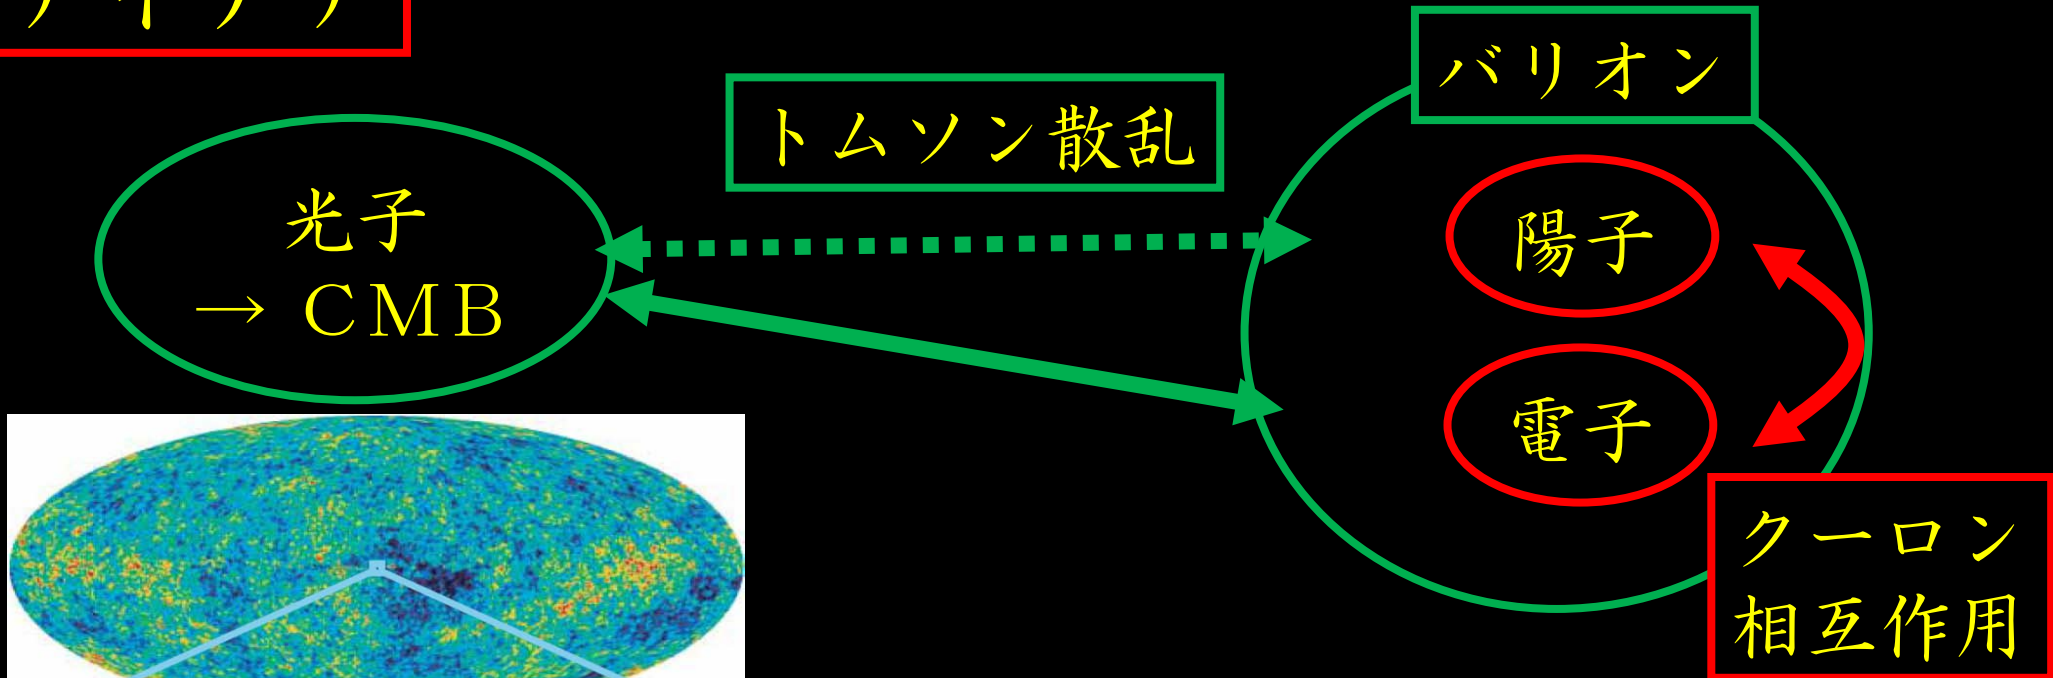 トムソン散乱
バリオン
光子
→ CMB
陽子
電子
クーロン
相互作用